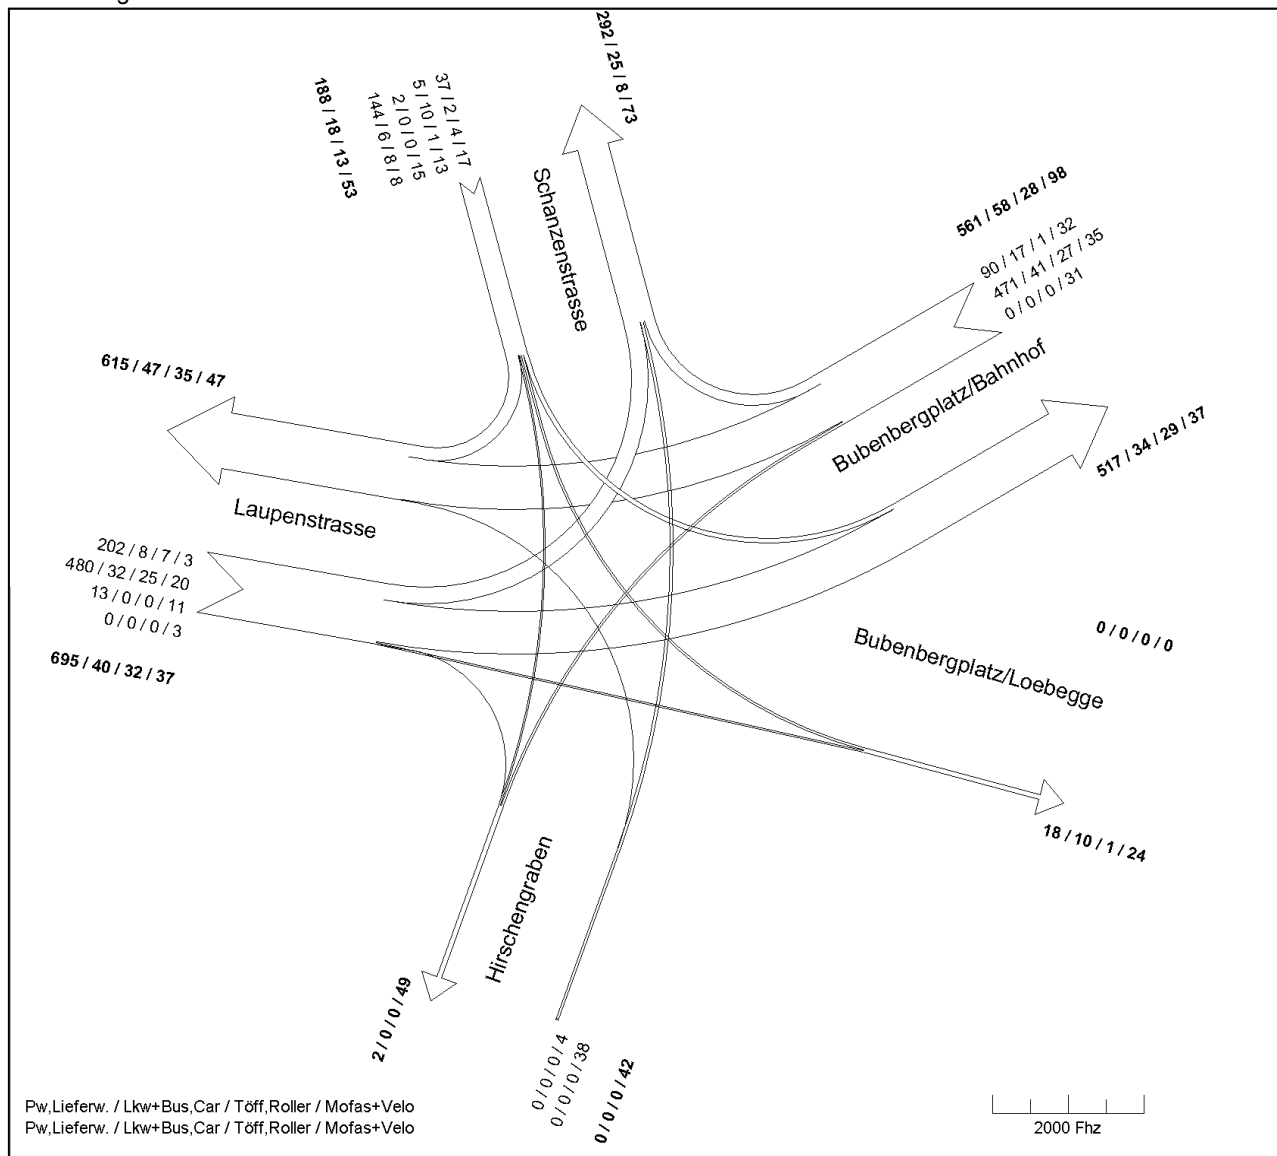 292 / 25 / 8 / 73
37 / 2 / 4 / 17
5 / 10 / 1 / 13
2 / 0 / 0 / 15
144 / 6 / 8 / 8
188 / 18 / 13 / 53
Schanzenstrasse
561 / 58 / 28 / 98
90 / 17 / 1 / 32
471 / 41 / 27 / 35
0 / 0 / 0 / 31
Bubenbergplatz/Bahnhof
517 / 34 / 29 / 37
615 / 47 / 35 / 47
Laupenstrasse
202 / 8 / 7 / 3
480 / 32 / 25 / 20
13 / 0 / 0 / 11
0 / 0 / 0 / 3
695 / 40 / 32 / 37
0 / 0 / 0 / 0
Bubenbergplatz/Loebegge
18 / 10 / 1 / 24
Hirschengraben
2 / 0 / 0 / 49
0 / 0 / 0 / 4
0 / 0 / 0 / 38
0 / 0 / 0 / 42
Pw,Lieferw. / Lkw+Bus,Car / Töff,Roller / Mofas+Velo
Pw,Lieferw. / Lkw+Bus,Car / Töff,Roller / Mofas+Velo
2000 Fhz